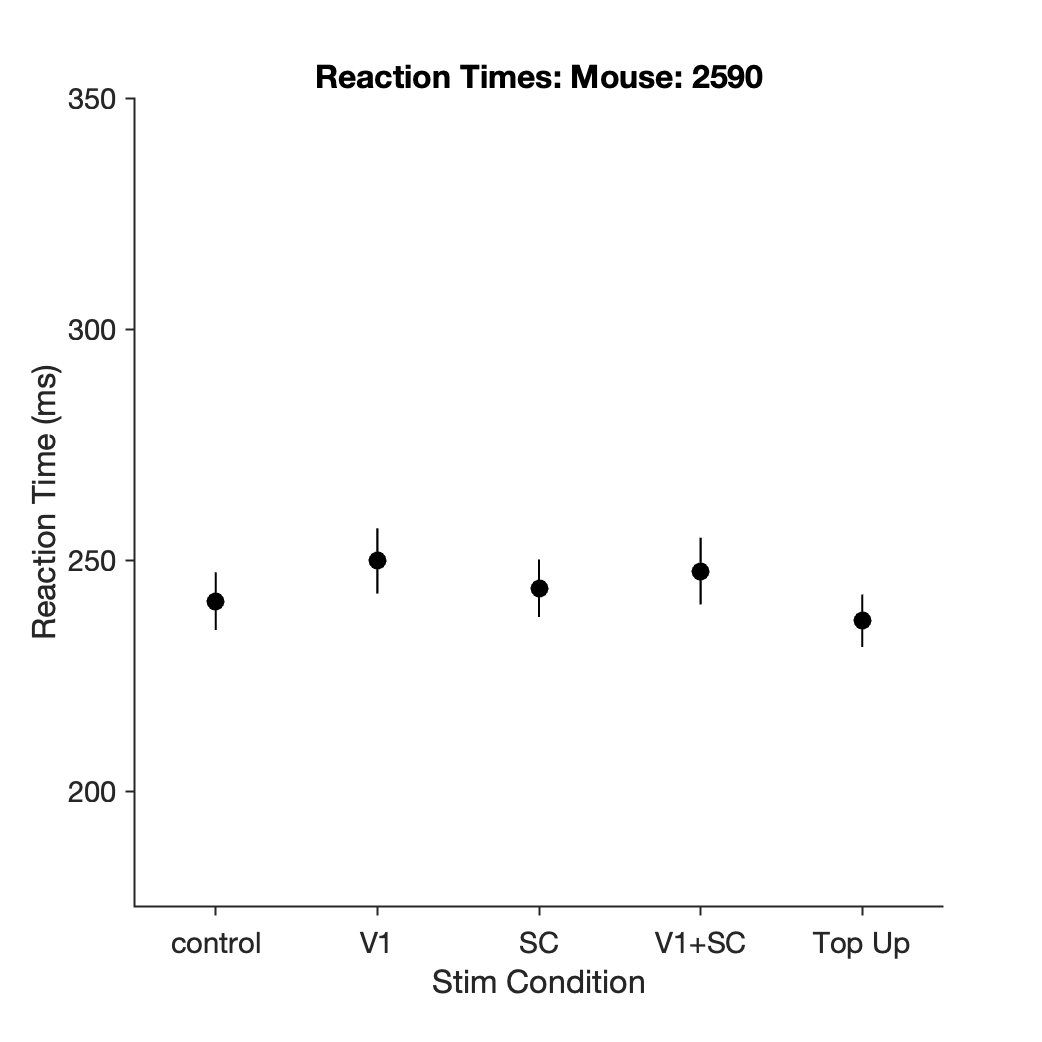 Reaction Times: Mouse: 2590
350
300
250
200
Reaction Time (ms)
control V1 SC V1+SC Top Up
Stim Condition